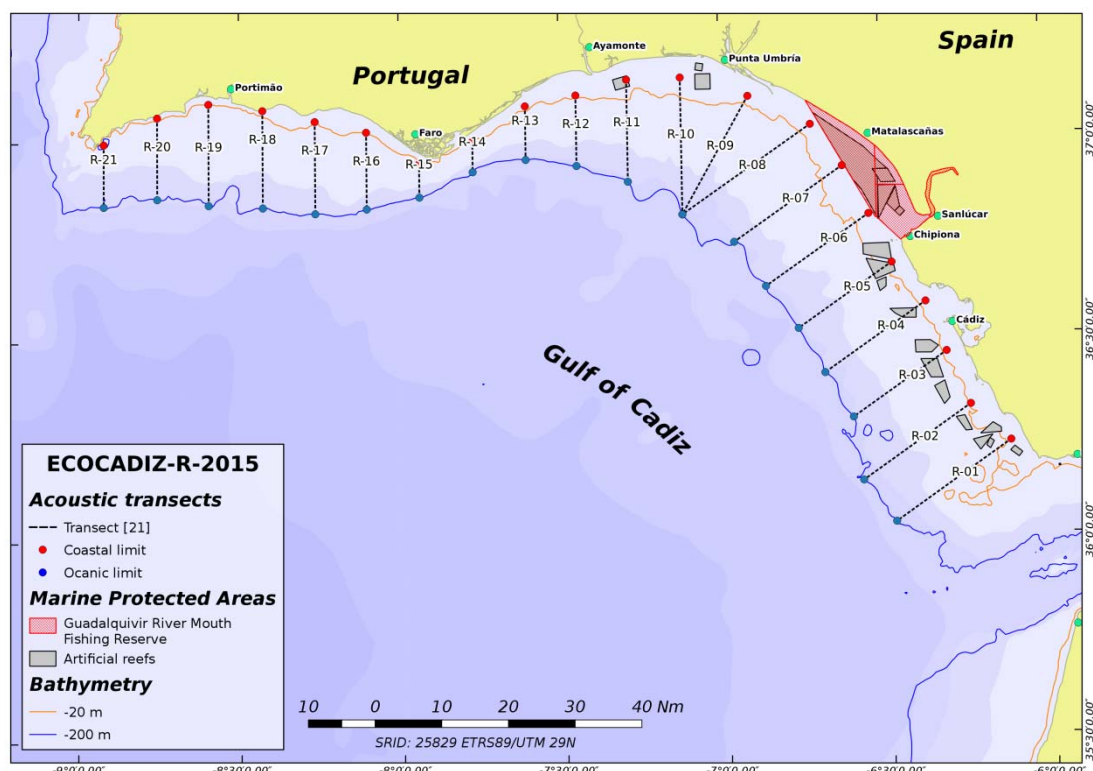 Spain
Portugal
Ayamonte
Punta Umbría
Portimão
Faro
Matalascañas
Sanlúcar
Chipiona
Cádiz
R-21
R-20
R-19
R-18
R-17
R-16
R-15
R-14
R-13
R-12
R-11
R-10
R-09
R-08
R-07
R-06
R-05
R-04
R-03
R-02
R-01
Gulf of Cadiz
37°0'0.00"
36°30'0.00"
36°0'0.00"
35°30'0.00"
ECOCADIZ-R-2015
Acoustic transects
Transect [21]
Coastal limit
Ocanic limit
Marine Protected Areas
Guadalquivir River Mouth
Fishing Reserve
Artificial reefs
Bathymetry
-20 m
-200 m
10 0 10 20 30 40 Nm
SRID: 25829 ETRS89/UTM 29N
-9°0'0.00"
-8°30'0.00"
-8°0'0.00"
-7°30'0.00"
-7°0'0.00"
-6°30'0.00"
-6°0'0.00"